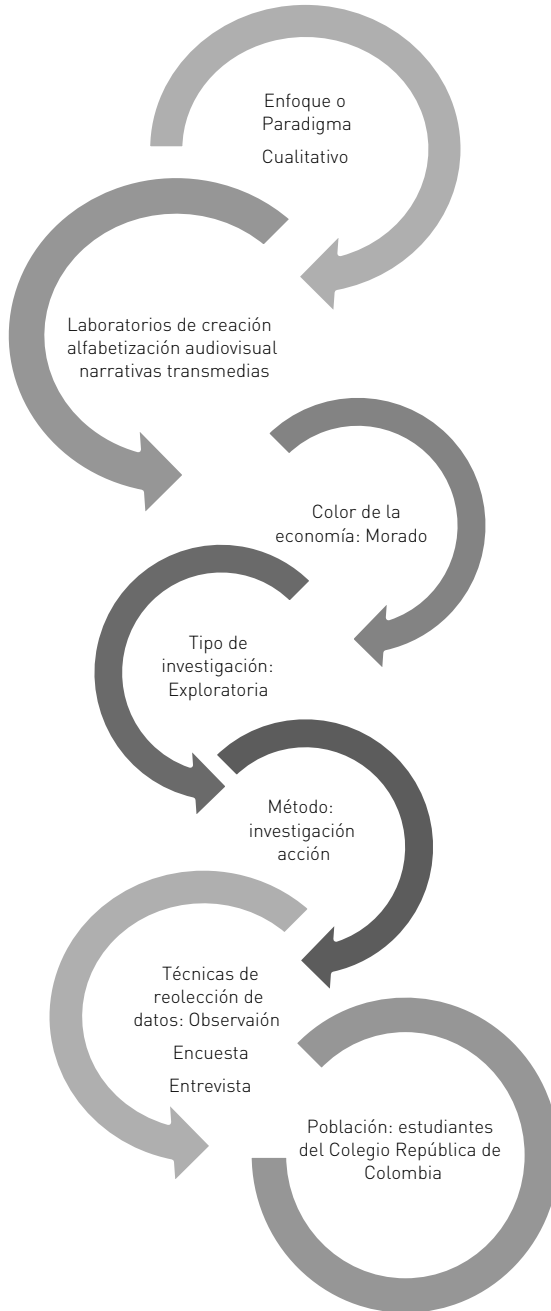 Enfoque o
Paradigma
Cualitativo
Laboratorios de creación
alfabetización audiovisual
narrativas transmedias
Color de la
economía: Morado
Tipo de
investigación:
Exploratoria
Método:
investigación
acción
Técnicas de
reolección de
datos: Observaión
Encuesta
Entrevista
Población: estudiantes
del Colegio República de
Colombia